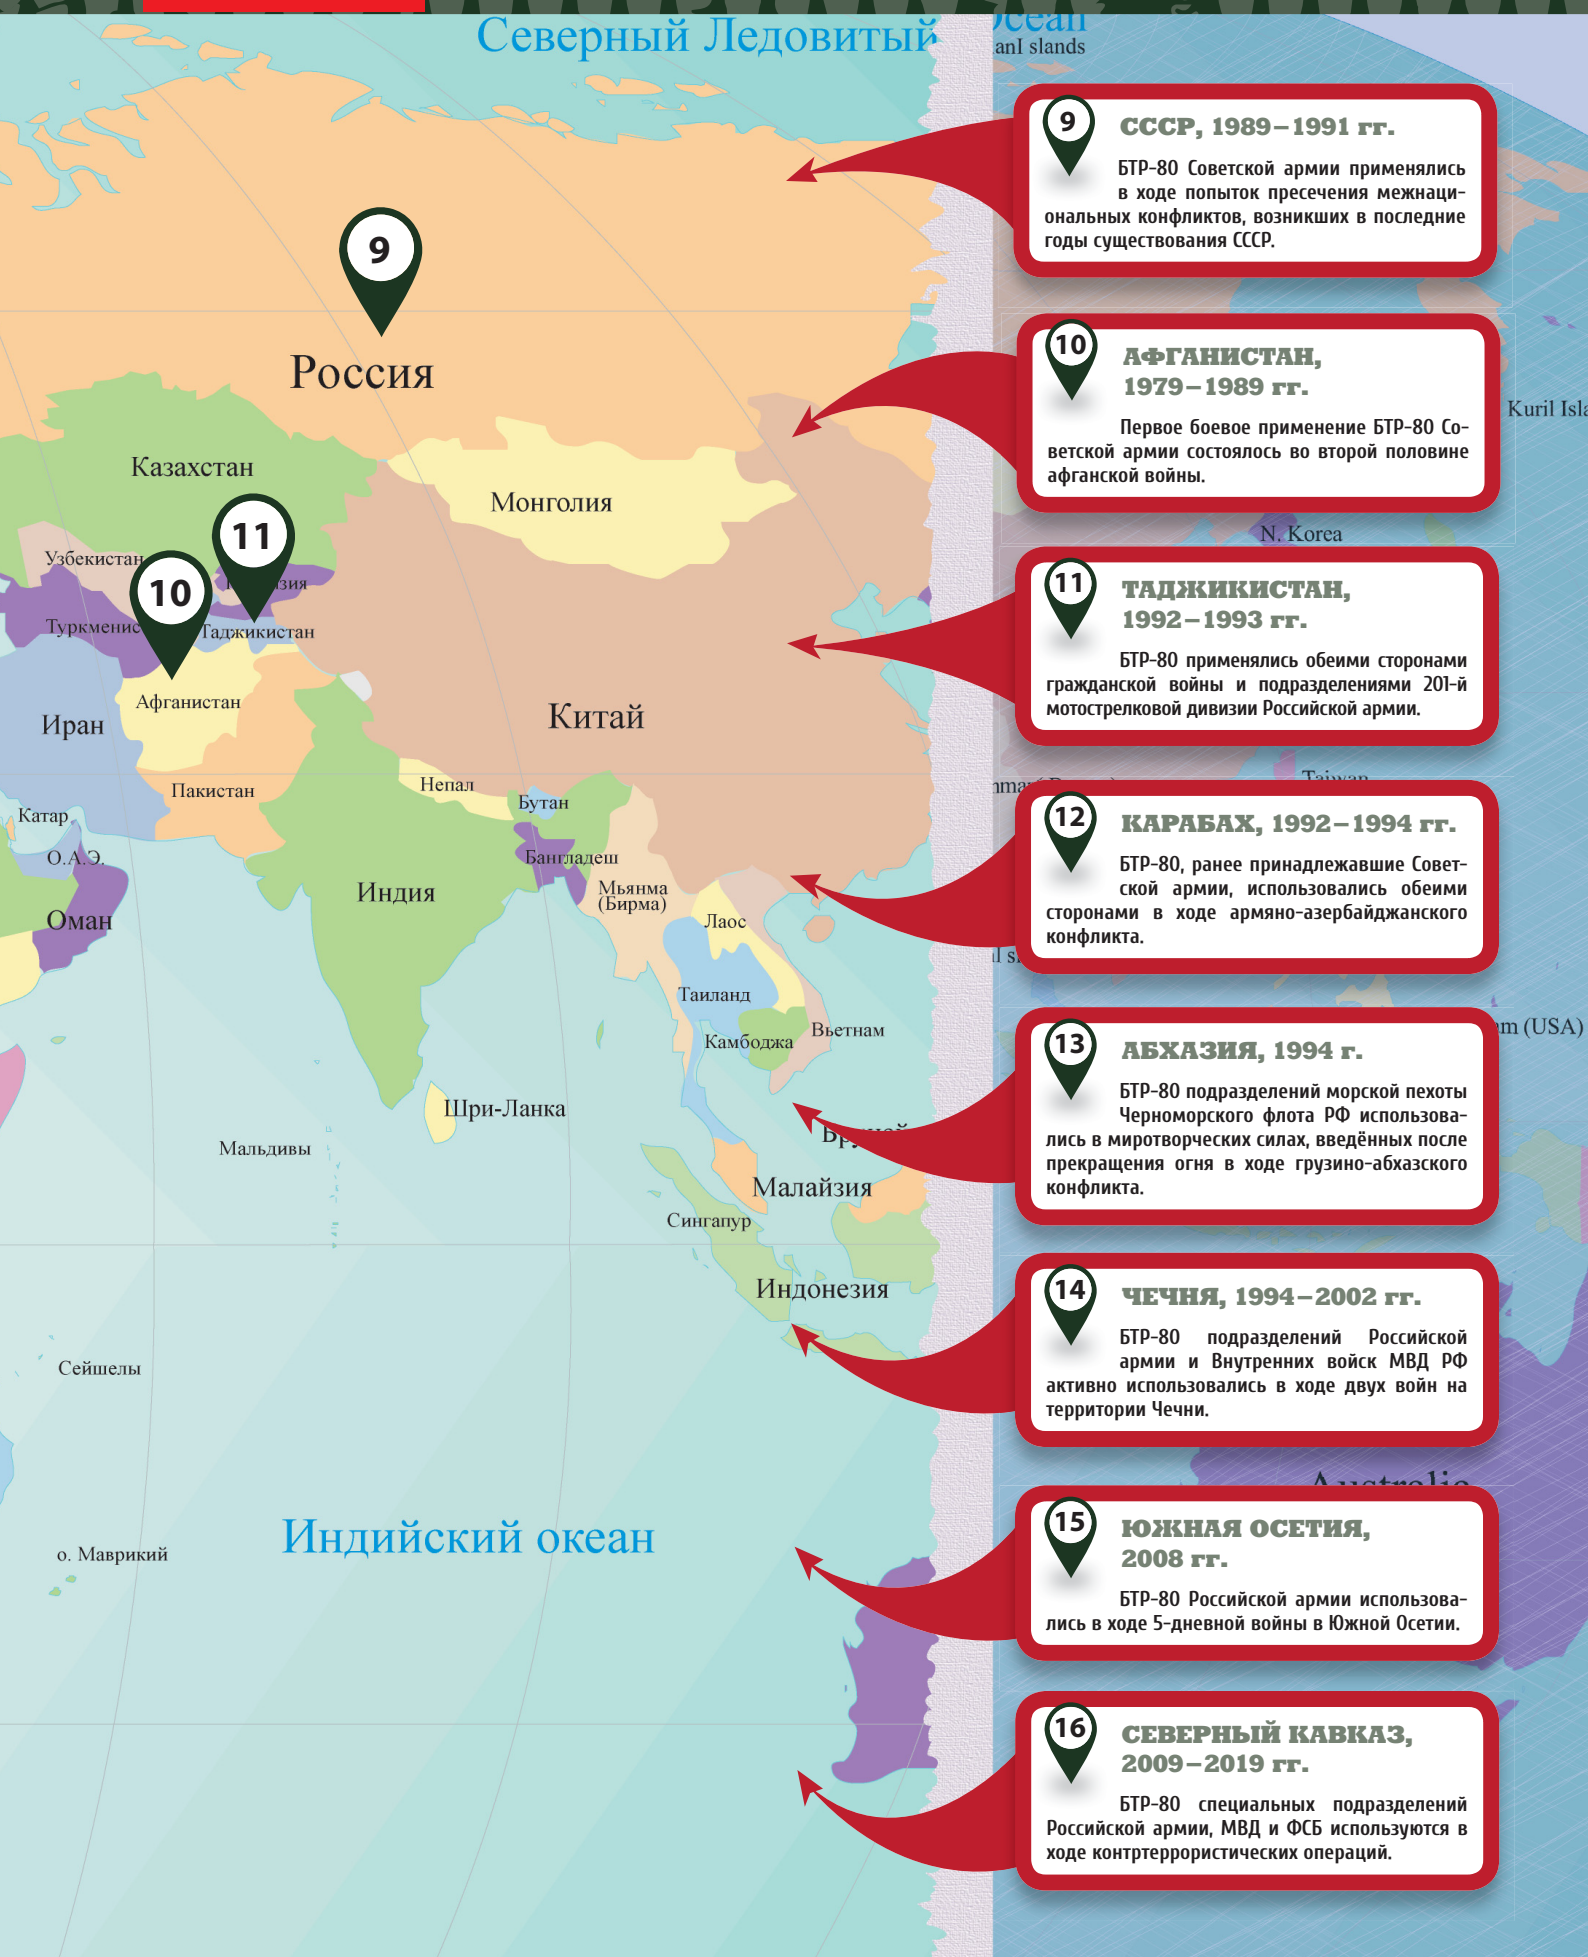 Северный Ледовитый
Ocean
anI slands
9
Россия
Казахстан
Монголия
11
Узбекистан
10
Таджикистан
Афганистан
Иран
Китай
Пакистан
Непал
Бутан
Катар
О.А.Э.
Бангладеш
Индия
Мьянма
(Бирма)
Оман
Лаос
Таиланд
Вьетнам
Камбоджа
Шри-Ланка
Мальдивы
Малайзия
Сингапур
Индонезия
Сейшелы
Индийский океан
о. Маврикий
9
СССР, 1989–1991 гг.
БТР-80 Советской армии применялись
в ходе попыток пресечения межнаци-
ональных конфликтов, возникших в последние
годы существования СССР.
10
АФГАНИСТАН,
1979–1989 гг.
Первое боевое применение БТР-80 Со-
ветской армии состоялось во второй половине
афганской войны.
Kuril Isla
N. Korea
11
ТАДЖИКИСТАН,
1992–1993 гг.
БТР-80 применялись обеими сторонами
гражданской войны и подразделениями 201-й
мотострелковой дивизии Российской армии.
Taiwan
12
КАРАБАХ, 1992–1994 гг.
БТР-80, ранее принадлежавшие Совет-
ской армии, использовались обеими
сторонами в ходе армяно-азербайджанского
конфликта.
am (USA)
13
АБХАЗИЯ, 1994 г.
БТР-80 подразделений морской пехоты
Черноморского флота РФ использова-
лись в миротворческих силах, введённых после
прекращения огня в ходе грузино-абхазского
конфликта.
14
ЧЕЧНЯ, 1994–2002 гг.
БТР-80 подразделений Российской
армии и Внутренних войск МВД РФ
активно использовались в ходе двух войн на
территории Чечни.
Australia
15
ЮЖНАЯ ОСЕТИЯ,
2008 гг.
БТР-80 Российской армии использова-
лись в ходе 5-дневной войны в Южной Осетии.
16
СЕВЕРНЫЙ КАВКАЗ,
2009–2019 гг.
БТР-80 специальных подразделений
Российской армии, МВД и ФСБ используются в
ходе контртеррористических операций.